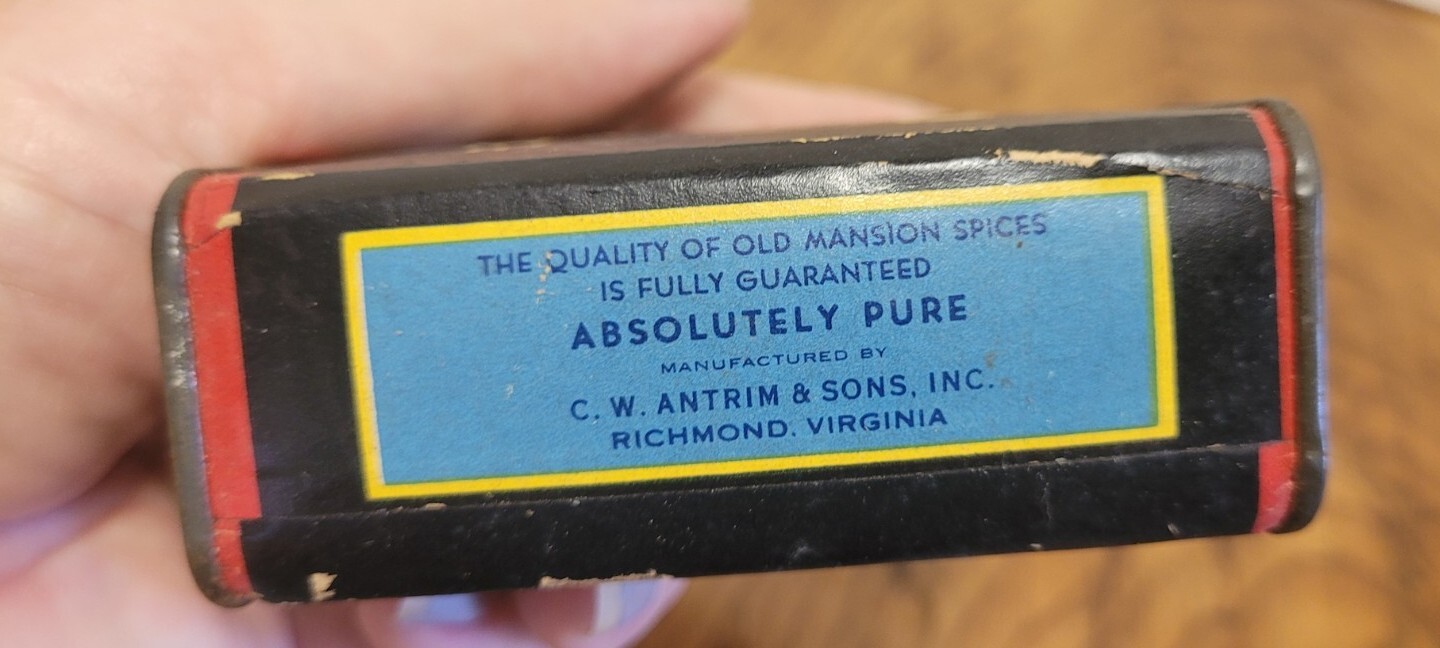 THE QUALITY OF OLD MANSION SPICES
IS FULLY GUARANTEED
ABSOLUTELY PURE
MANUFACTURED BY
C. W. ANTRIM & SONS, INC.
RICHMOND. VIRGINIA